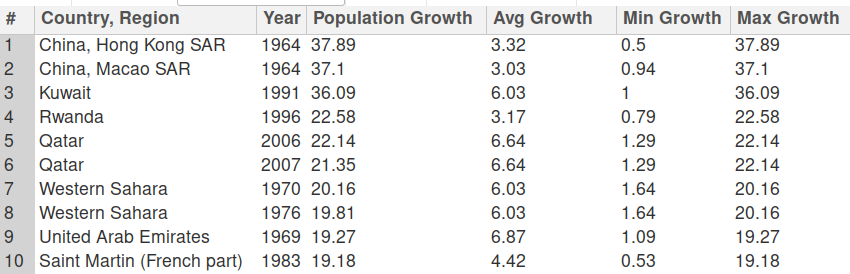 # Country, Region Year Population Growth Avg Growth Min Growth Max Growth
1 China, Hong Kong SAR 1964 37.89 3.32 0.5 37.89
2 China, Macao SAR 1964 37.1 3.03 0.94 37.1
3 Kuwait 1991 36.09 6.03 1 36.09
4 Rwanda 1996 22.58 3.17 0.79 22.58
5 Qatar 2006 22.14 6.64 1.29 22.14
6 Qatar 2007 21.35 6.64 1.29 22.14
7 Western Sahara 1970 20.16 6.03 1.64 20.16
8 Western Sahara 1976 19.81 6.03 1.64 20.16
9 United Arab Emirates 1969 19.27 6.87 1.09 19.27
10 Saint Martin (French part) 1983 19.18 4.42 0.53 19.18